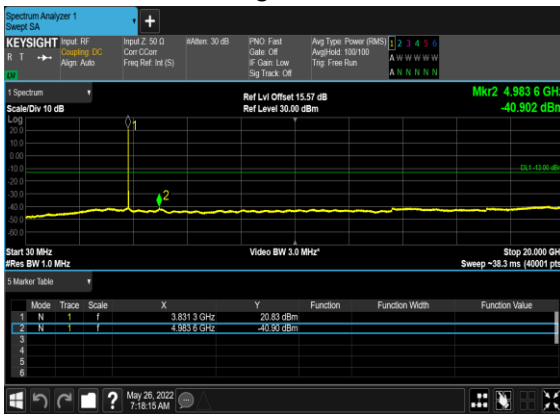 Spectrum Analyzer 1
Swept SA
+
KEYSIGHT Input: RF Input Z: 50 Ω #Atten: 30 dB PNO: Fast Avg Type: Power (RMS) 1 2 3 4 5 6
R T Coupling: DC Corr CCorr Gate: Off Avg|Hold: 100/100 A W W W W W
Align: Auto Freq Ref: Int (S) IF Gain: Low Trig: Free Run
Sig Track: Off A N N N N N
1 Spectrum Ref Lvl Offset 15.57 dB Mkr2 4.983 6 GHz
Scale/Div 10 dB Ref Level 30.00 dBm -40.902 dBm
Log
20.0
10.0
0.00
-10.0
-20.0
-30.0
-40.0
-50.0
-60.0
1
2
DL1 -13.00 dBm
Start 30 MHz Video BW 3.0 MHz* Stop 20.000 GHz
#Res BW 1.0 MHz Sweep ~38.3 ms (40001 pts)
5 Marker Table
Mode Trace Scale X Y Function Function Width Function Value
1 N 1 f 3.831 3 GHz 20.83 dBm
2 N 1 f 4.983 6 GHz -40.90 dBm
3
4
5
6
? May 26, 2022
7:18:15 AM